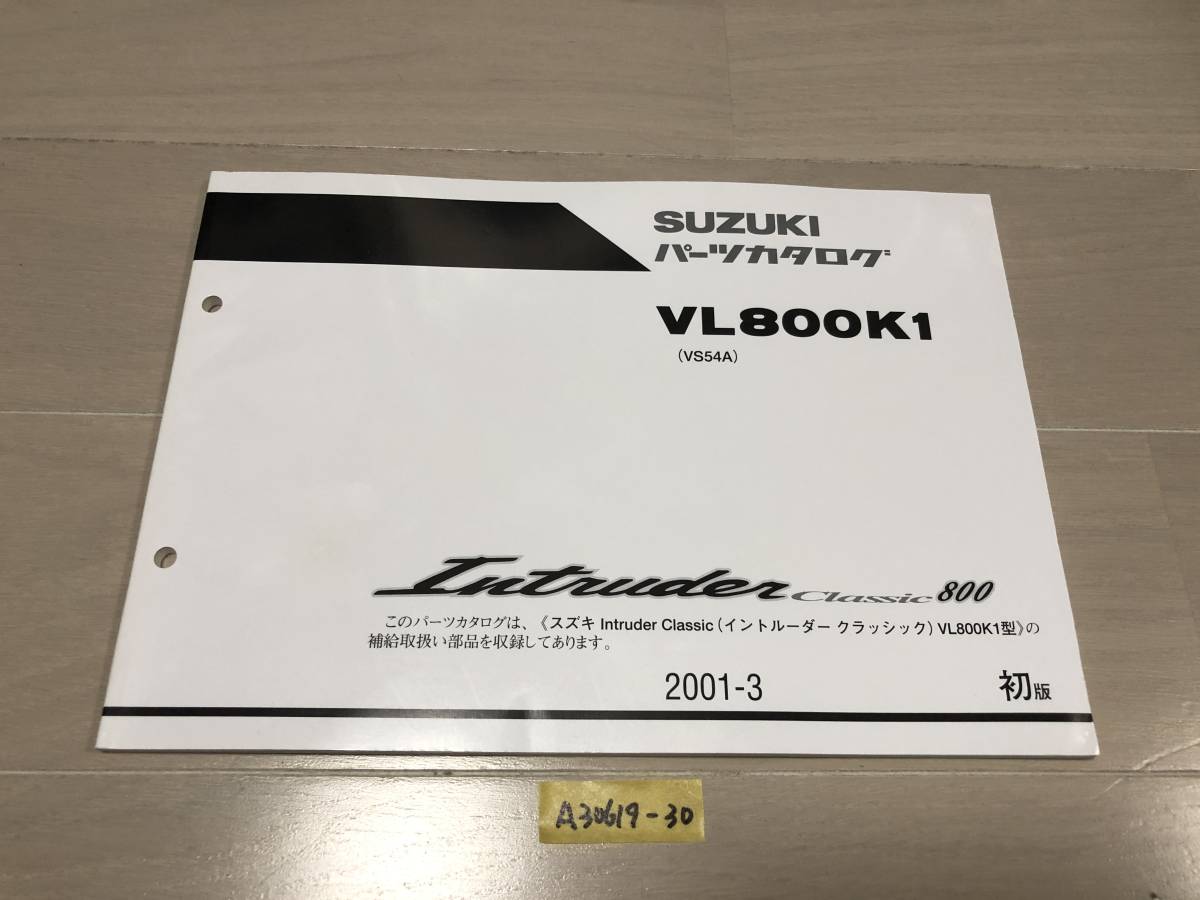 SUZUKI
パーツカタログ
VL800K1
（VS54A）
Intruder Classic 800
このパーツカタログは、《スズキ Intruder Classic（イントルーダー クラッシック）VL800K1型》の
補給取扱い部品を収録してあります。
2001-3 初版
A30619-30